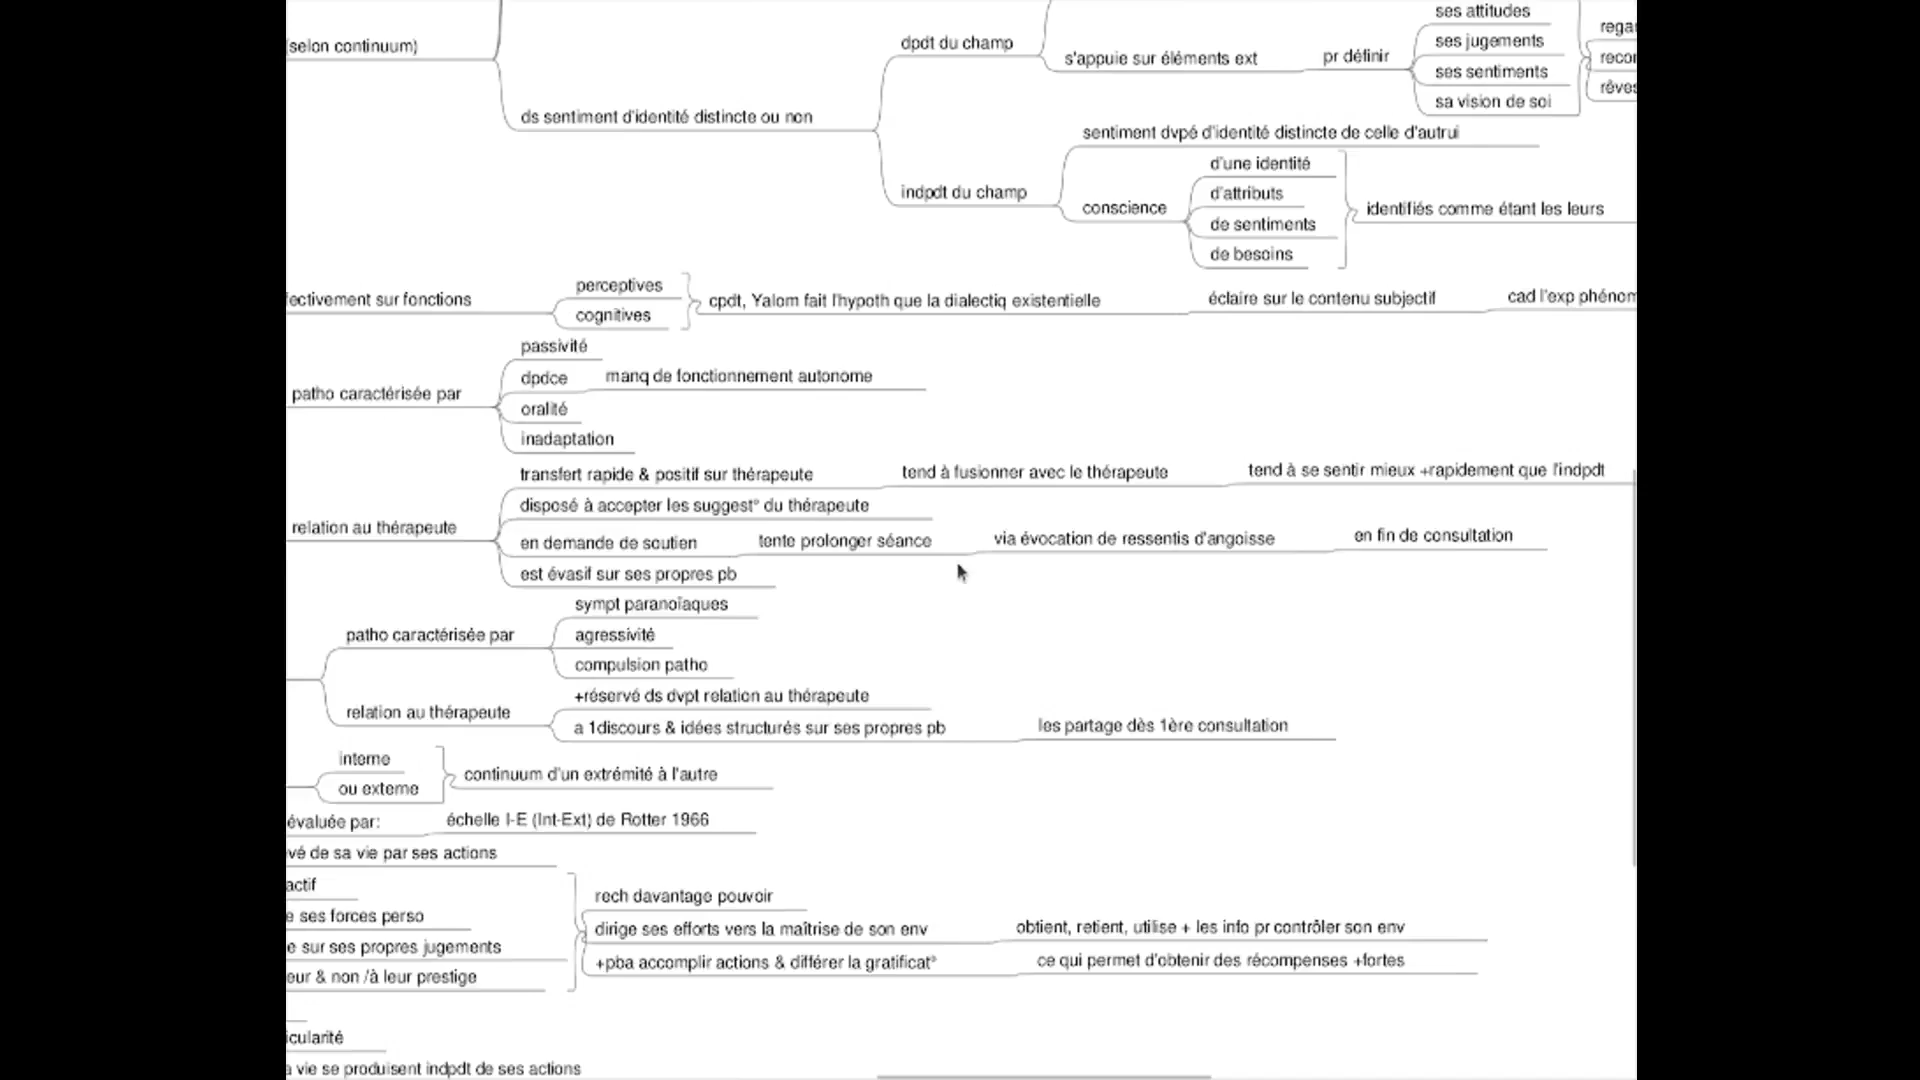 ses attitudes
(selon continuum)
dpdt du champ
s'appuie sur éléments ext
pr définir
ses jugements
ses sentiments
sa vision de soi
ds sentiment d'identité distincte ou non
sentiment dvpé d'identité distincte de celle d'autrui
indpdt du champ
conscience
d'une identité
d'attributs
de sentiments
de besoins
identifiés comme étant les leurs
sur fonctions
perceptives
cognitives
cpdt, Yalom fait l'hypoth que la dialectiq existentielle
éclaire sur le contenu subjectif
cad l'exp
patho caractérisée par
passivité
dpdce
manq de fonctionnement autonome
oralité
inadaptation
relation au thérapeute
transfert rapide & positif sur thérapeute
tend à fusionner avec le thérapeute
tend à se sentir mieux +rapidement que l'indpdt
disposé à accepter les suggest° du thérapeute
en demande de soutien
tente prolonger séance
via évocation de ressentis d'angoisse
en fin de consultation
est évasif sur ses propres pb
patho caractérisée par
sympt paranoïaques
agressivité
compulsion patho
relation au thérapeute
+réservé ds dvpt relation au thérapeute
a 1discours & idées structurés sur ses propres pb
les partage dès 1ère consultation
interne
ou externe
continuum d'un extrémité à l'autre
évaluée par:
échelle I-E (Int-Ext) de Rotter 1966
de sa vie par ses actions
actif
ses forces perso
sur ses propres jugements
& non /à leur prestige
rech davantage pouvoir
dirige ses efforts vers la maîtrise de son env
obtient, retient, utilise + les info pr contrôler son env
+pba accomplir actions & différer la gratificat°
ce qui permet d'obtenir des récompenses +fortes
vie se produisent indpdt de ses actions